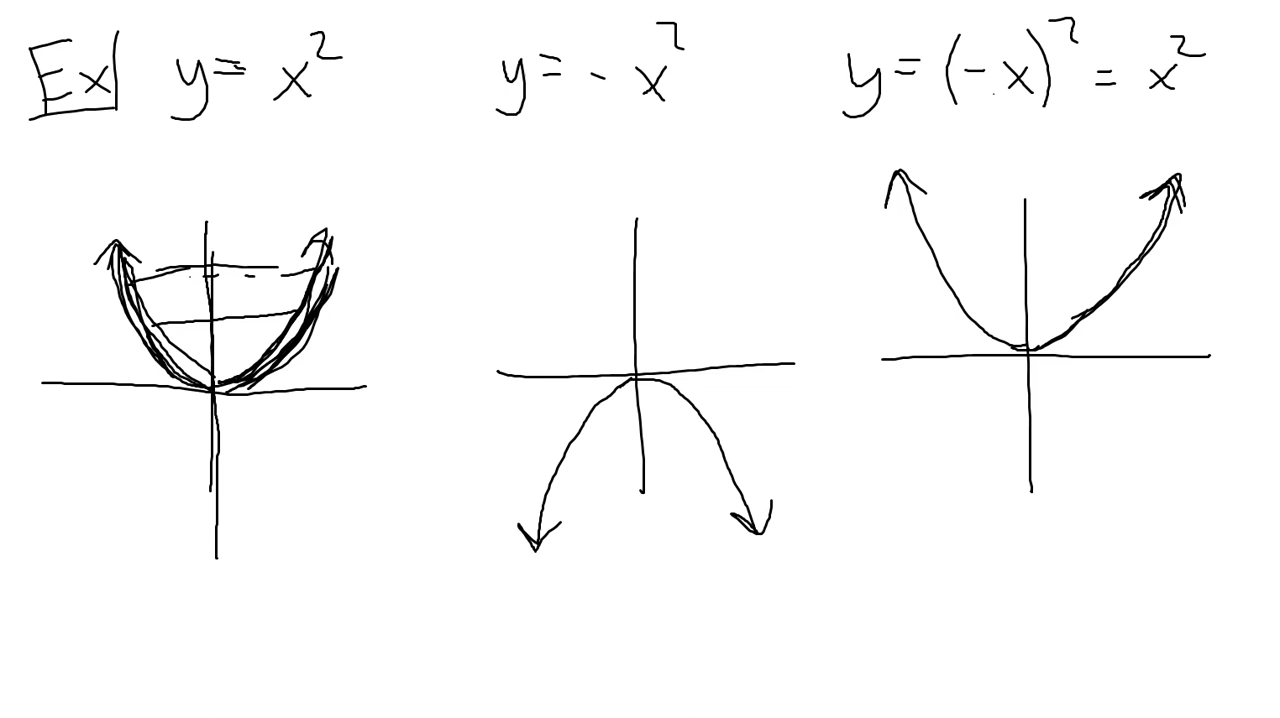 Ex y = x² y = - x² y = (-x)² = x²